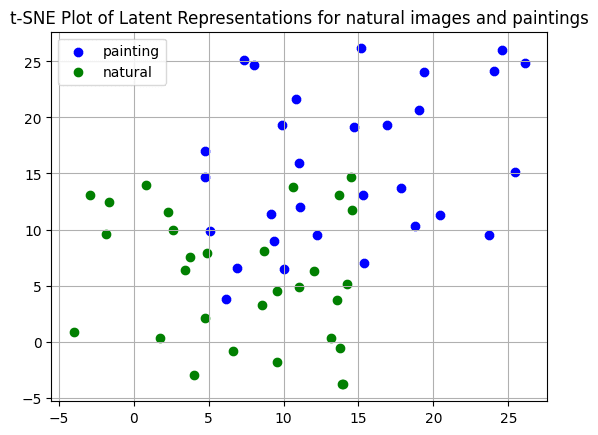 t-SNE Plot of Latent Representations for natural images and paintings
painting
natural
25
20
15
10
5
0
−5
−5 0 5 10 15 20 25